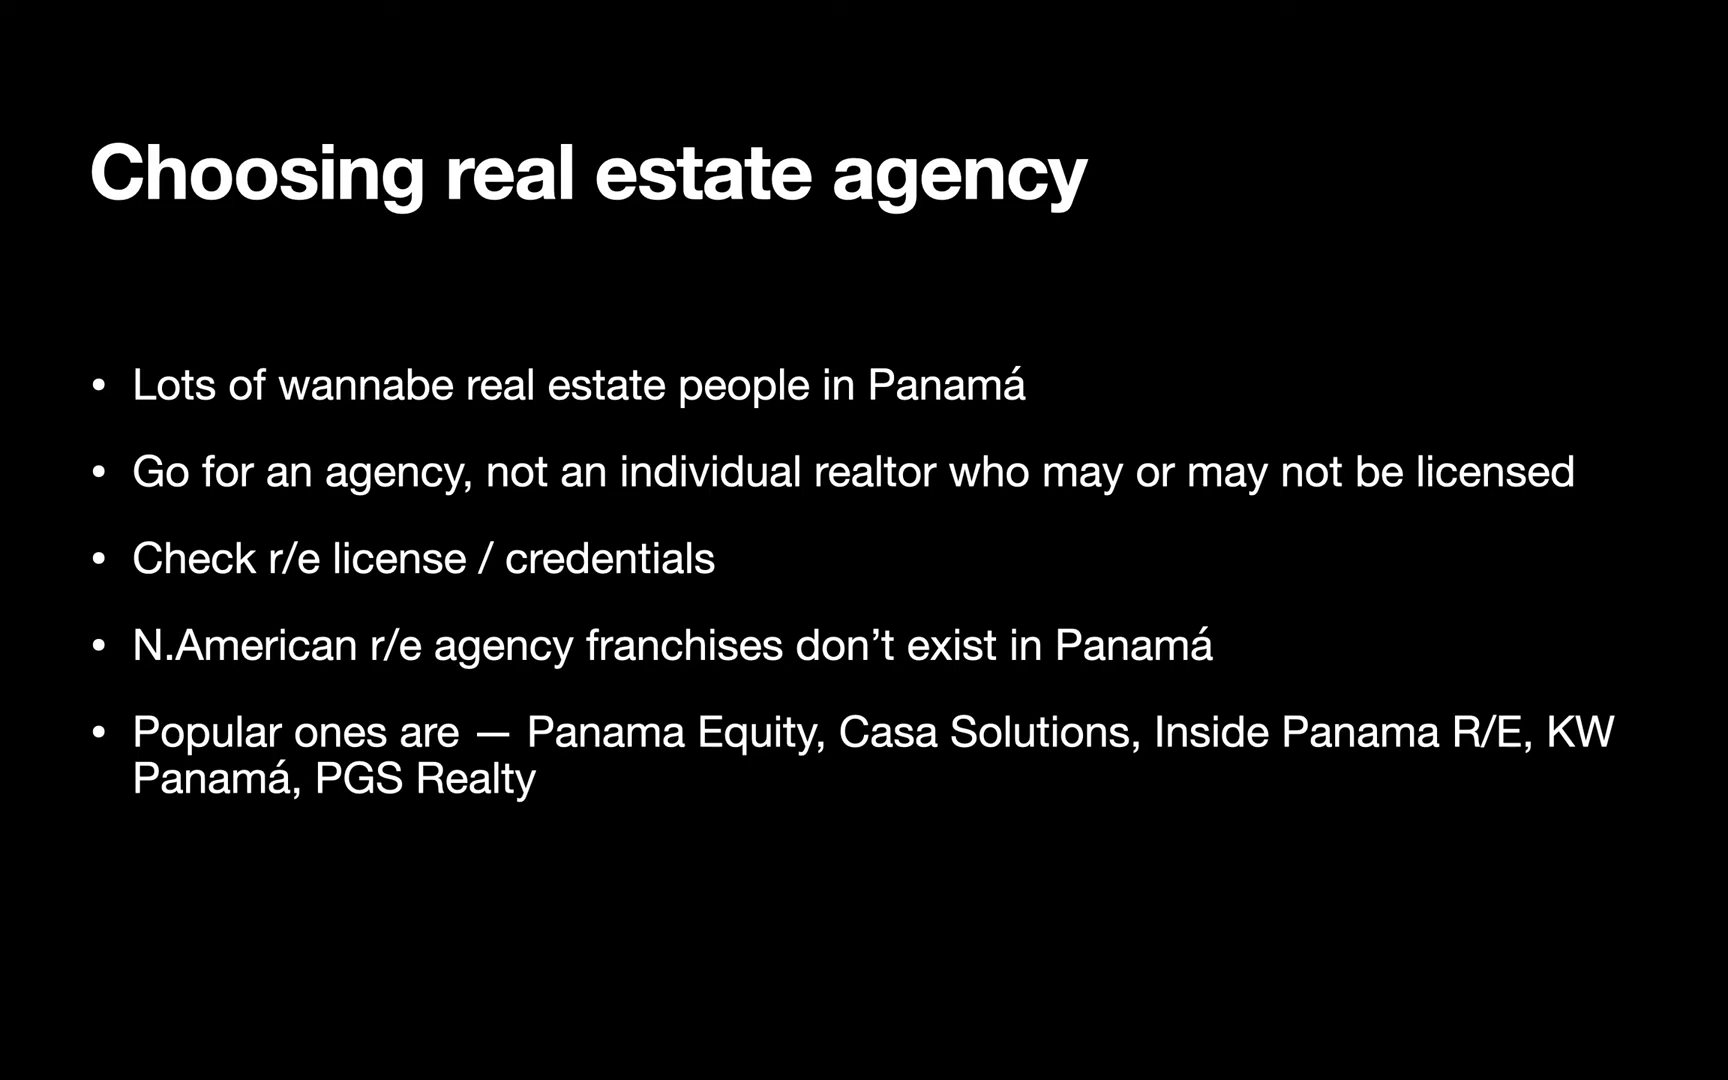 Choosing real estate agency
• Lots of wannabe real estate people in Panamá
• Go for an agency, not an individual realtor who may or may not be licensed
• Check r/e license / credentials
• N.American r/e agency franchises don’t exist in Panamá
• Popular ones are — Panama Equity, Casa Solutions, Inside Panama R/E, KW
Panamá, PGS Realty